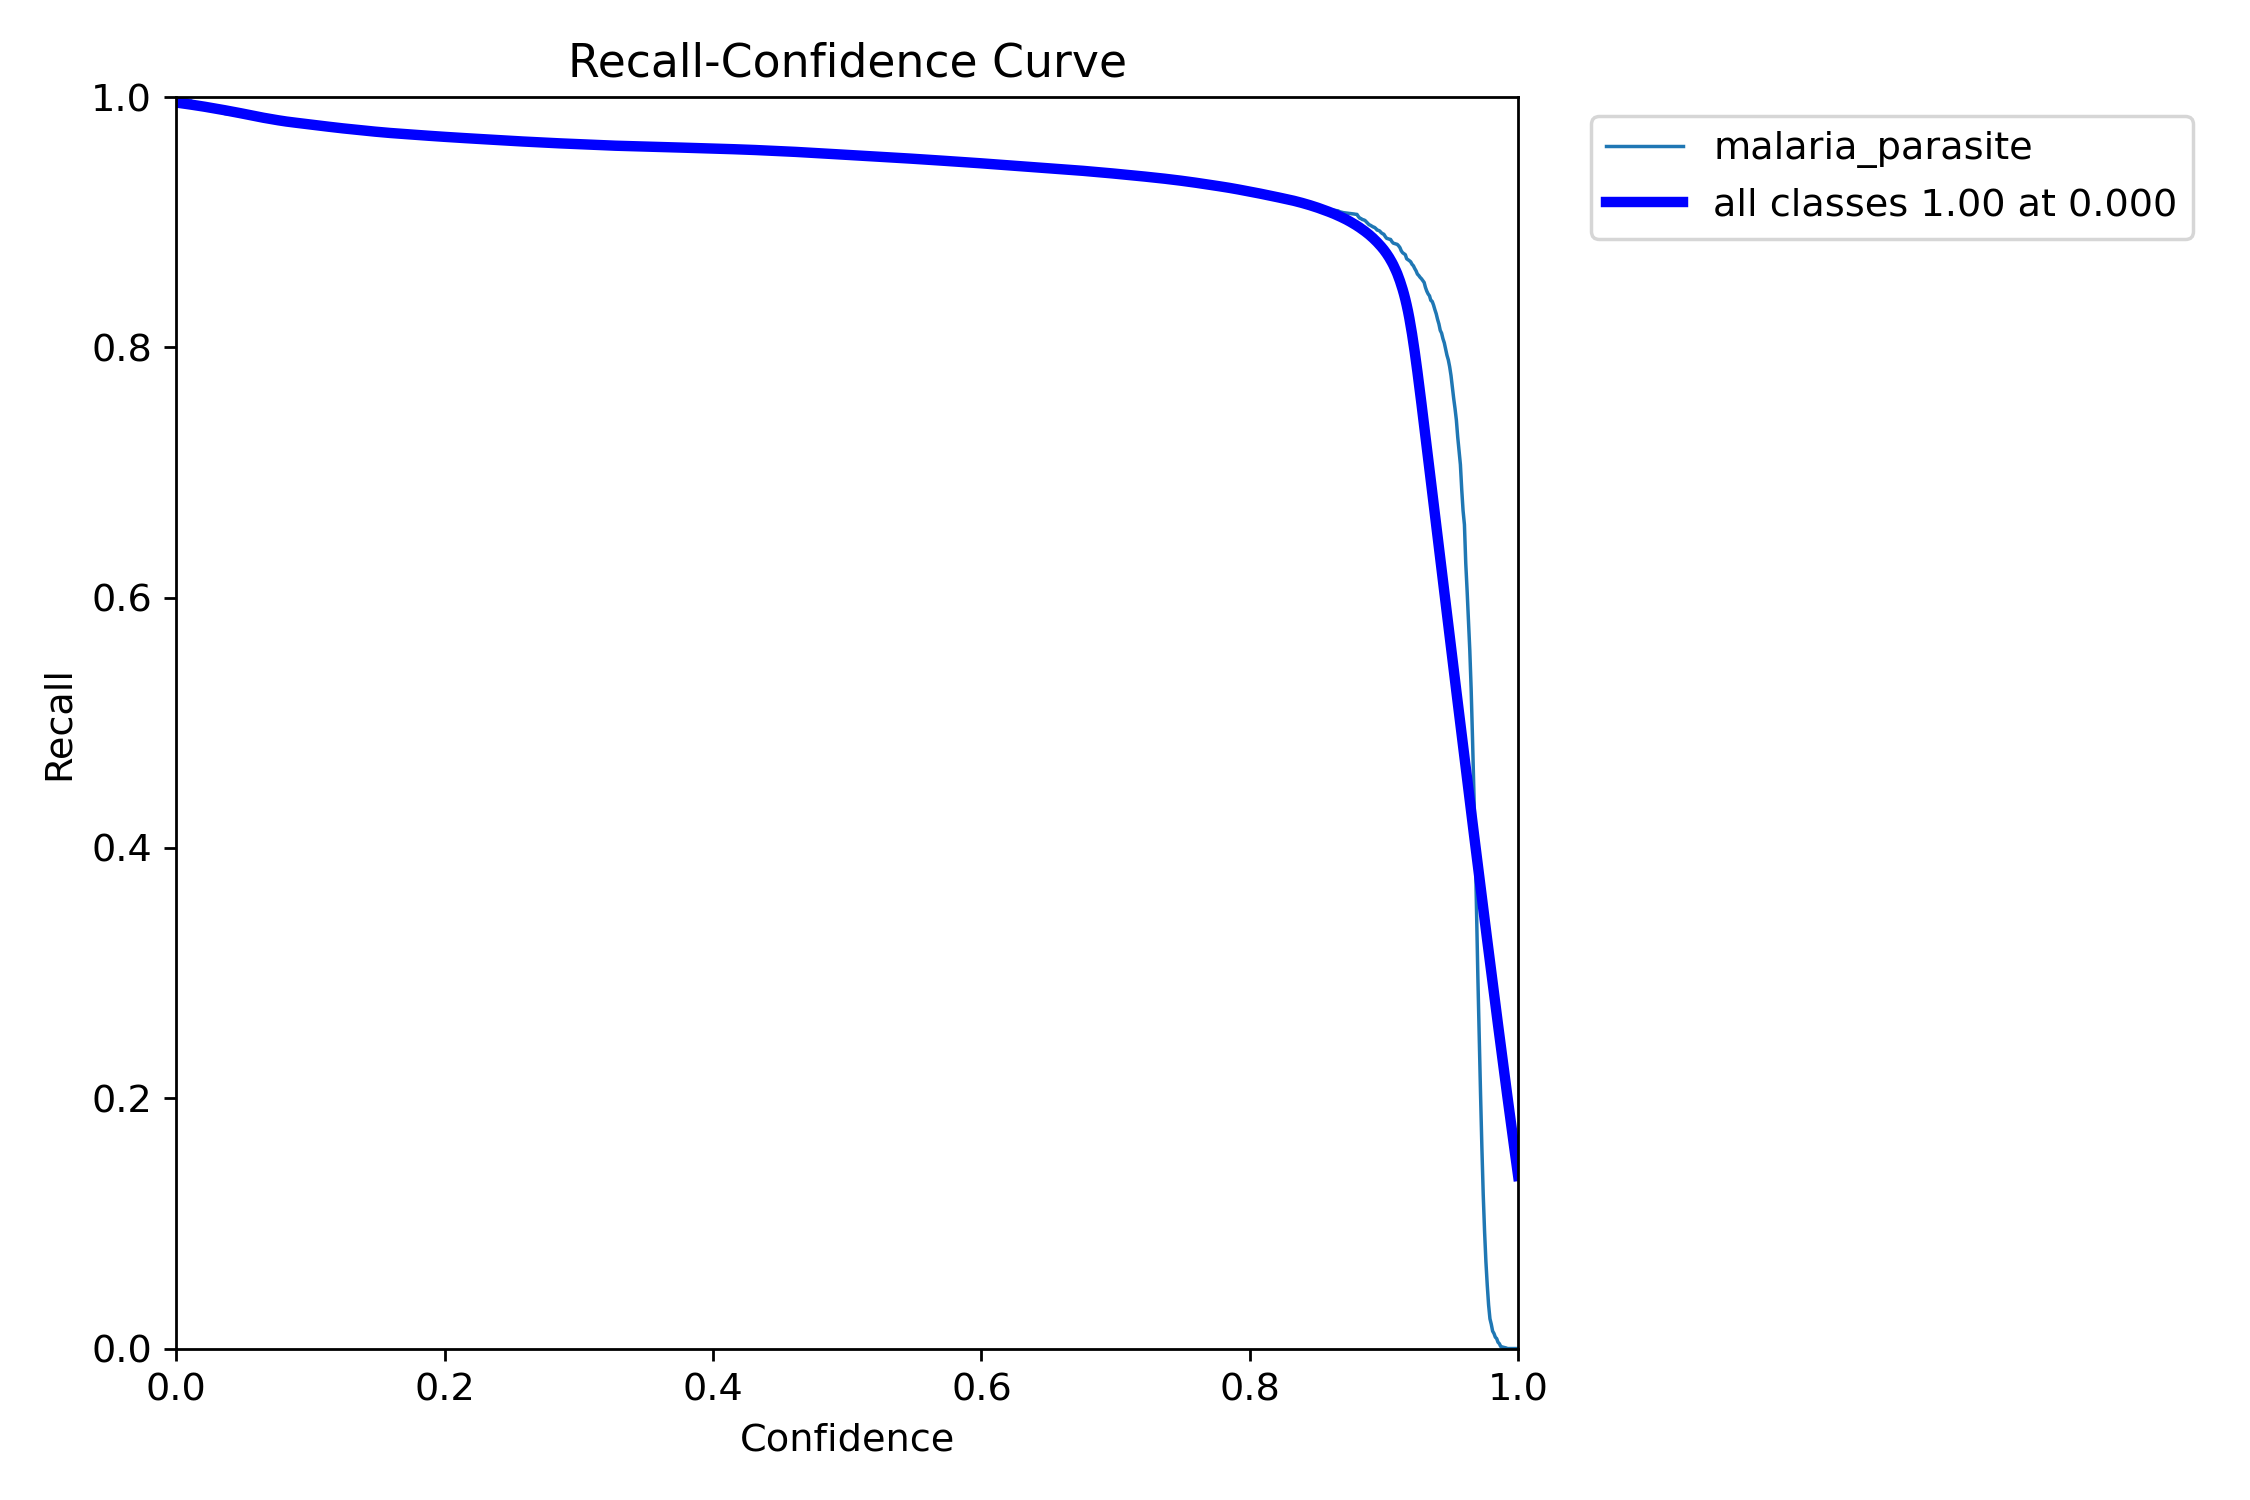 Recall-Confidence Curve
1.0
0.8
0.6
0.4
0.2
0.0
Recall
0.0 0.2 0.4 0.6 0.8 1.0
Confidence
malaria_parasite
all classes 1.00 at 0.000